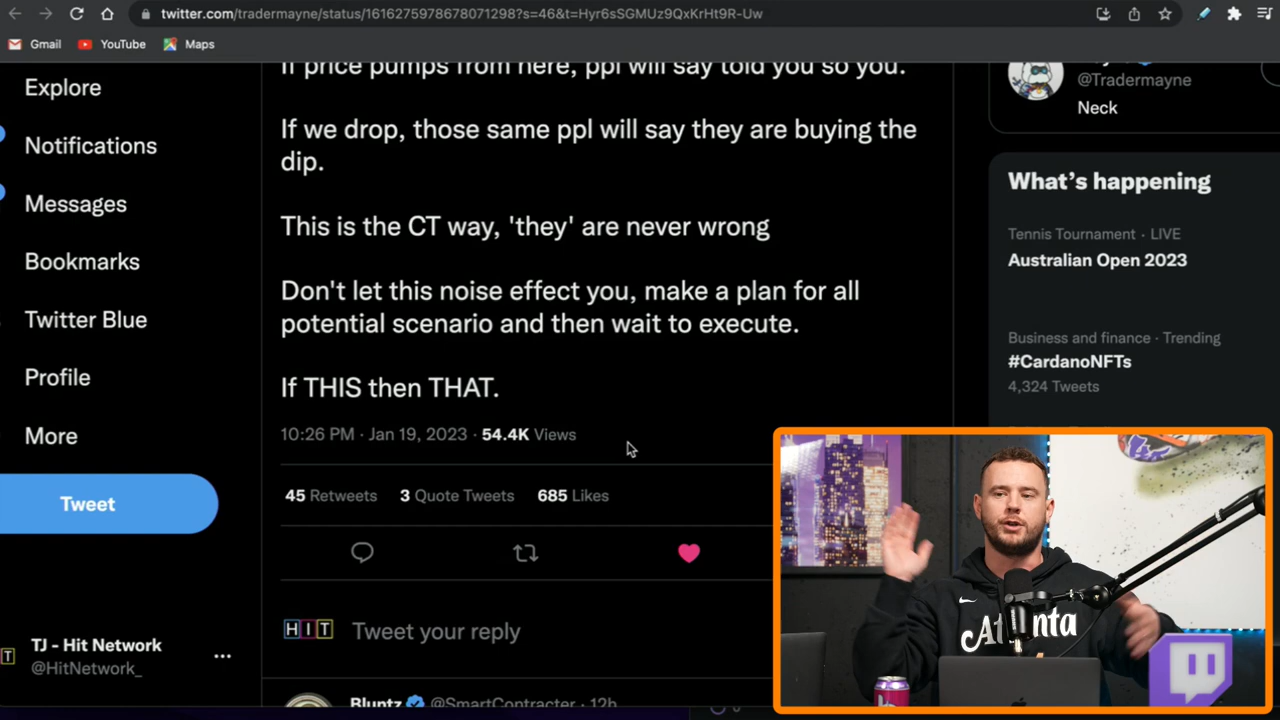 twitter.com/tradermayne/status/1616275978678071298?s=46&t=Hyr6sSGMUz9QxKrHt9R-Uw
Gmail
YouTube
Maps
Explore
Notifications
Messages
Bookmarks
Twitter Blue
Profile
More
Tweet
TJ - Hit Network
@HitNetwork_
If price pumps from here, ppl will say told you so you.
If we drop, those same ppl will say they are buying the
dip.
This is the CT way, 'they' are never wrong
Don't let this noise effect you, make a plan for all
potential scenario and then wait to execute.
If THIS then THAT.
10:26 PM · Jan 19, 2023 · 54.4K Views
45 Retweets 3 Quote Tweets 685 Likes
HIT
Tweet your reply
Bluntz @SmartContracter · 12h
@Tradermayne
Neck
What's happening
Tennis Tournament · LIVE
Australian Open 2023
Business and finance · Trending
#CardanoNFTs
4,324 Tweets
Atlanta